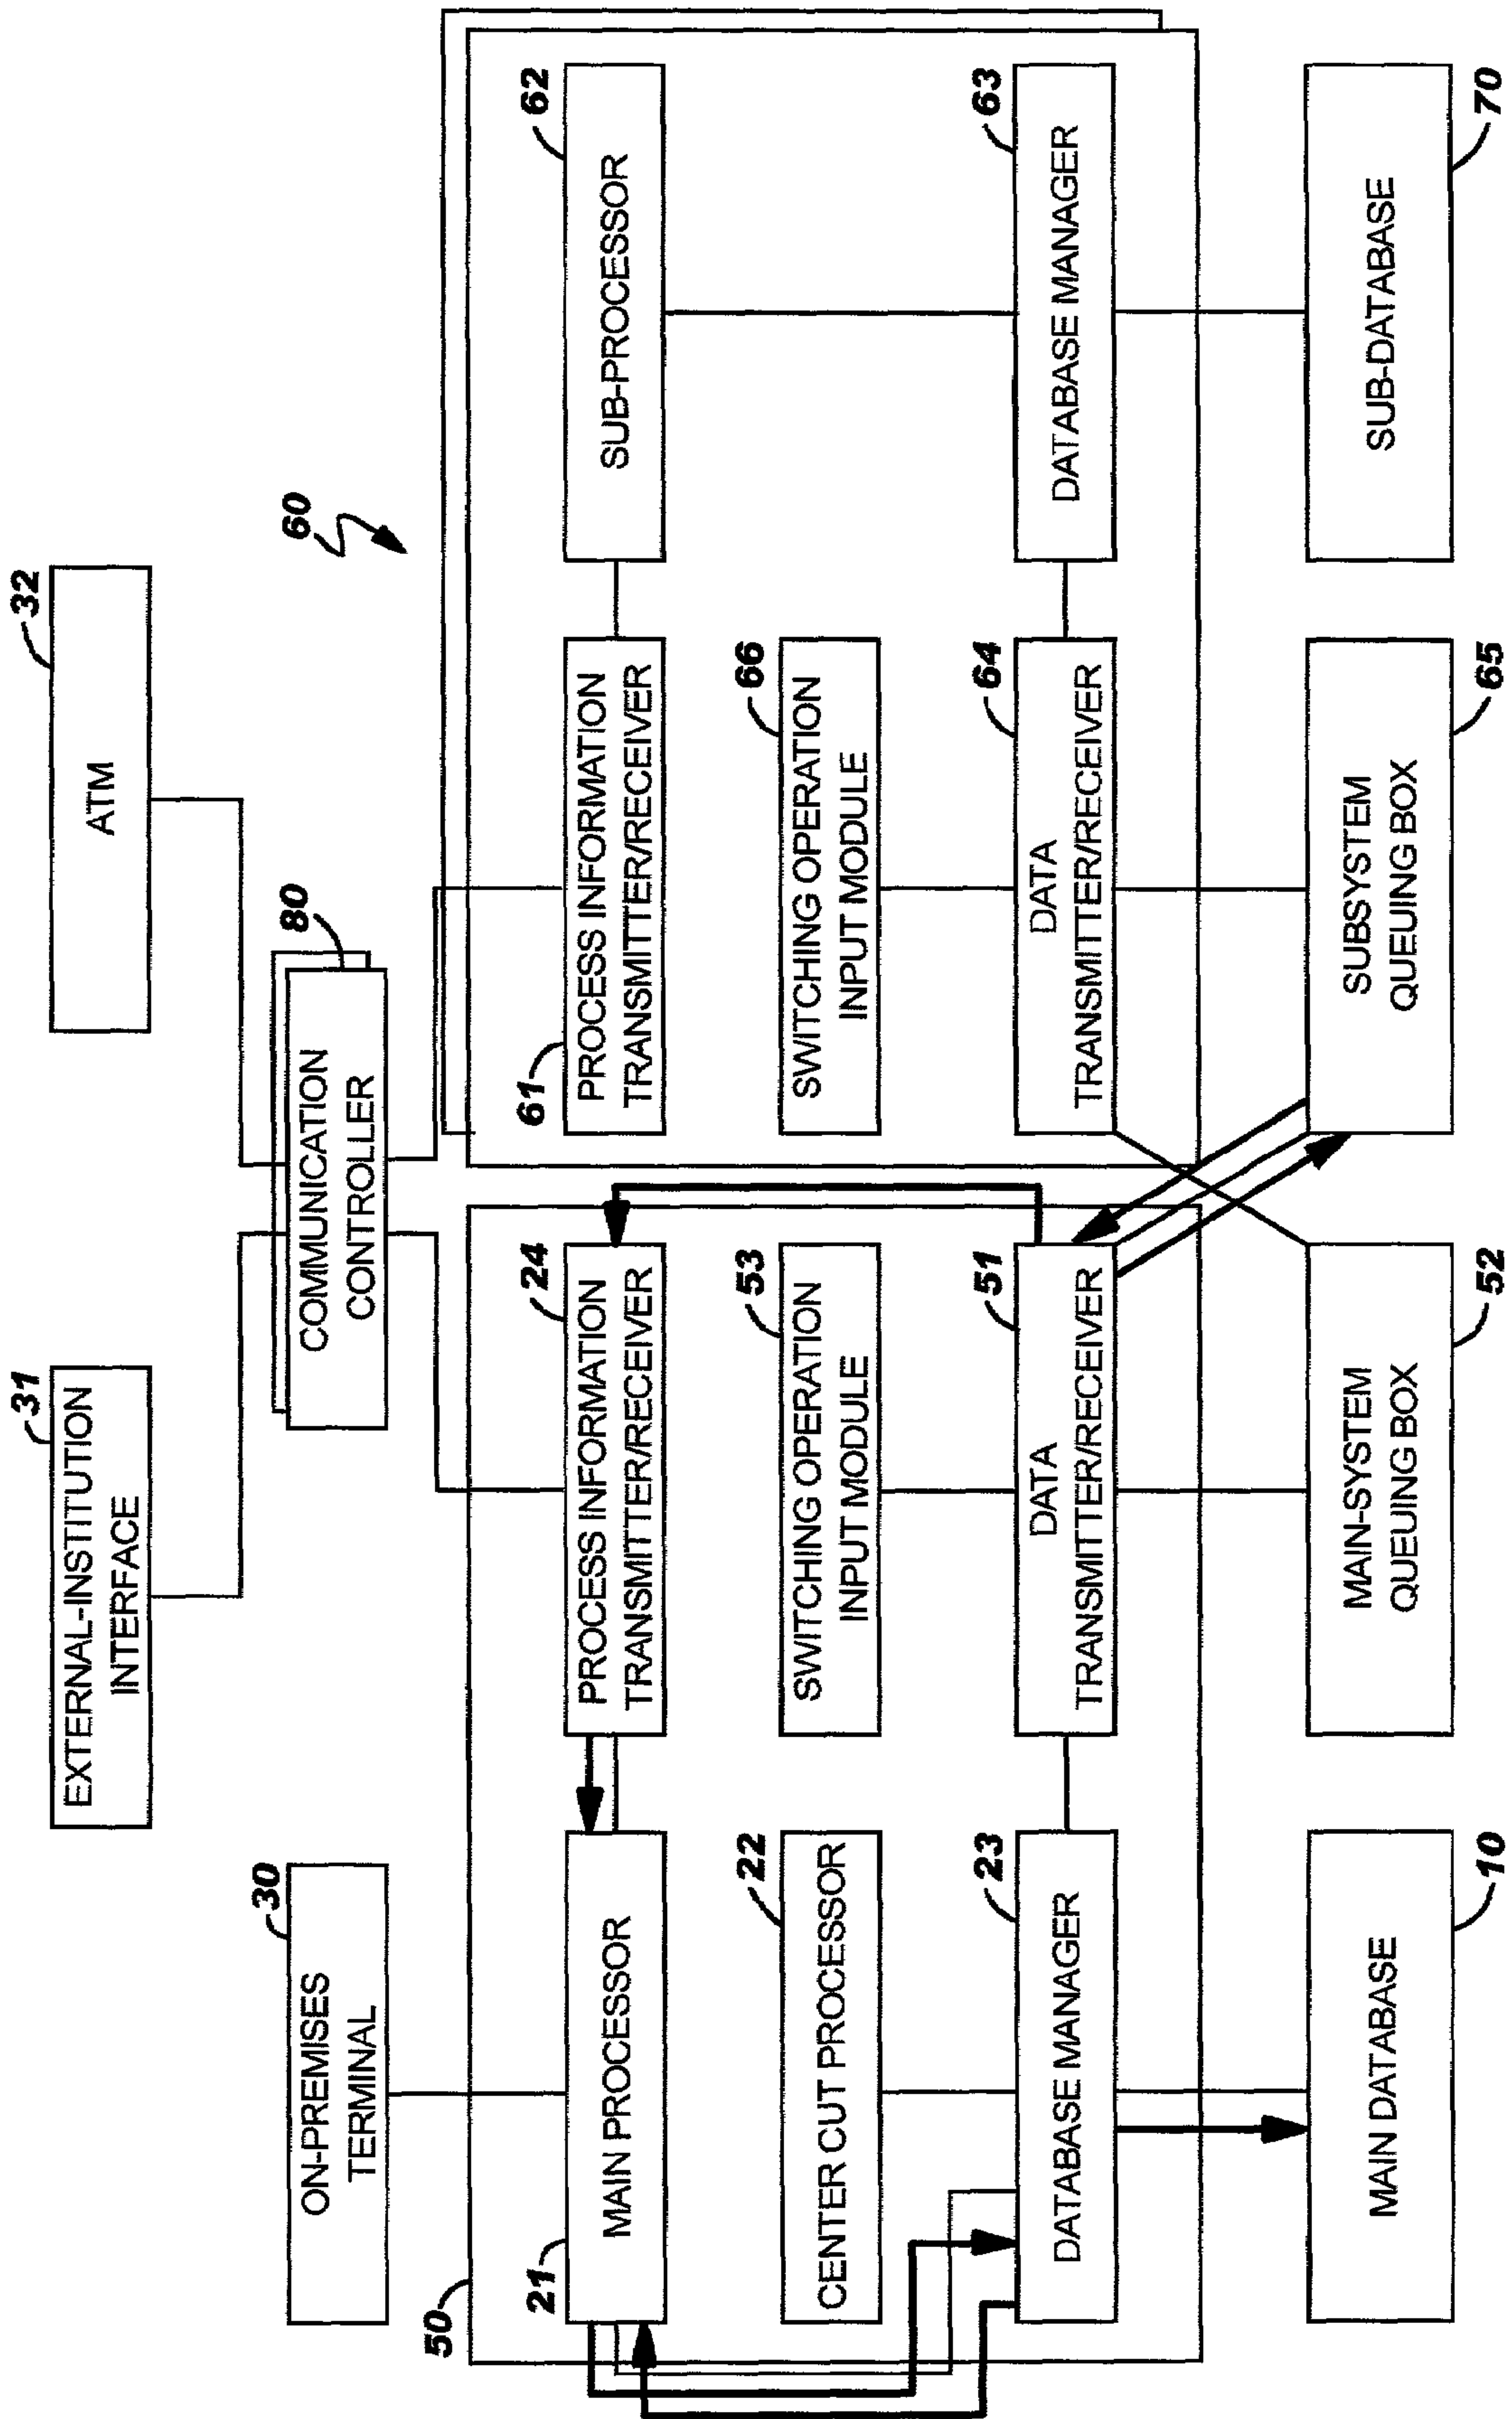 31
EXTERNAL-INSTITUTION
INTERFACE
32
ATM
30
ON-PREMISES
TERMINAL
80
COMMUNICATION
CONTROLLER
60
50
21
MAIN PROCESSOR
24
PROCESS INFORMATION
TRANSMITTER/RECEIVER
61
PROCESS INFORMATION
TRANSMITTER/RECEIVER
62
SUB-PROCESSOR
22
CENTER CUT PROCESSOR
53
SWITCHING OPERATION
INPUT MODULE
66
SWITCHING OPERATION
INPUT MODULE
23
DATABASE MANAGER
51
DATA
TRANSMITTER/RECEIVER
64
DATA
TRANSMITTER/RECEIVER
63
DATABASE MANAGER
MAIN DATABASE
10
MAIN-SYSTEM
QUEUING BOX
52
SUBSYSTEM
QUEUING BOX
65
SUB-DATABASE
70